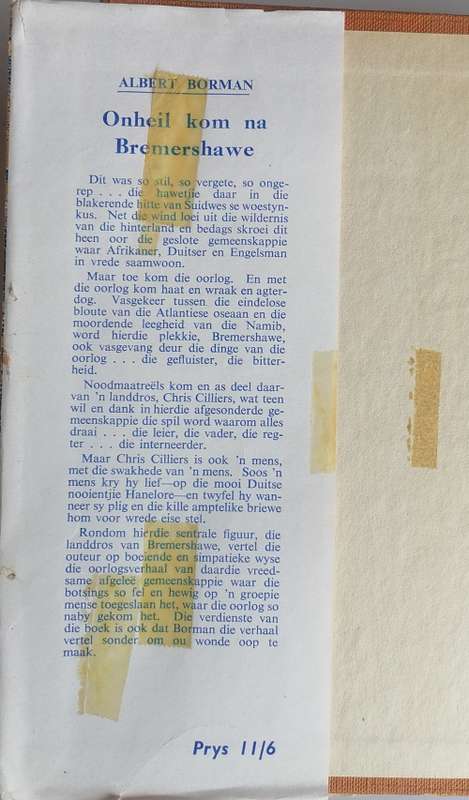 ALBERT BORMAN
Onheil kom na
Bremershawe
Dit was so stil, so vergete, so onge-
rep . . . die hawetjie daar in die
blakerende hitte van Suidwes se woestyn-
kus. Net die wind loei uit die wildernis
van die hinterland en bedags skroei dit
heen oor die geslote gemeenskappie
waar Afrikaner, Duitser en Engelsman
in vrede saamwoon.
Maar toe kom die oorlog. En met
die oorlog kom haat en wraak en agter-
dog. Vasgekeer tussen die eindelose
bloute van die Atlantiese oseaan en die
moordende leegheid van die Namib,
word hierdie plekkie, Bremershawe,
ook vasgevang deur die dinge van die
oorlog . . . die gefluister, die bitter-
heid.
Noodmaatreëls kom en as deel daar-
van 'n landdros, Chris Cilliers, wat teen
wil en dank in hierdie afgesonderde ge-
meenskappie die spil word waarom alles
draai . . . die leier, die vader, die reg-
ter . . . die interneerder.
Maar Chris Cilliers is ook 'n mens,
met die swakhede van 'n mens. Soos 'n
mens kry hy lief—op die mooi Duitse
nooientjie Hanelore—en twyfel hy wan-
neer sy plig en die kille amptelike briewe
hom voor wrede eise stel.
Rondom hierdie sentrale figuur, die
landdros van Bremershawe, vertel die
outeur op boeiende en simpatieke wyse
die oorlogsverhaal van daardie vreed-
same afgeleë gemeenskappie waar die
botsings so fel en hewig op 'n groepie
mense toegeslaan het, waar die oorlog so
naby gekom het. Die verdienste van
die boek is ook dat Borman die verhaal
vertel sonder om ou wonde oop te
maak.
Prys 11/6